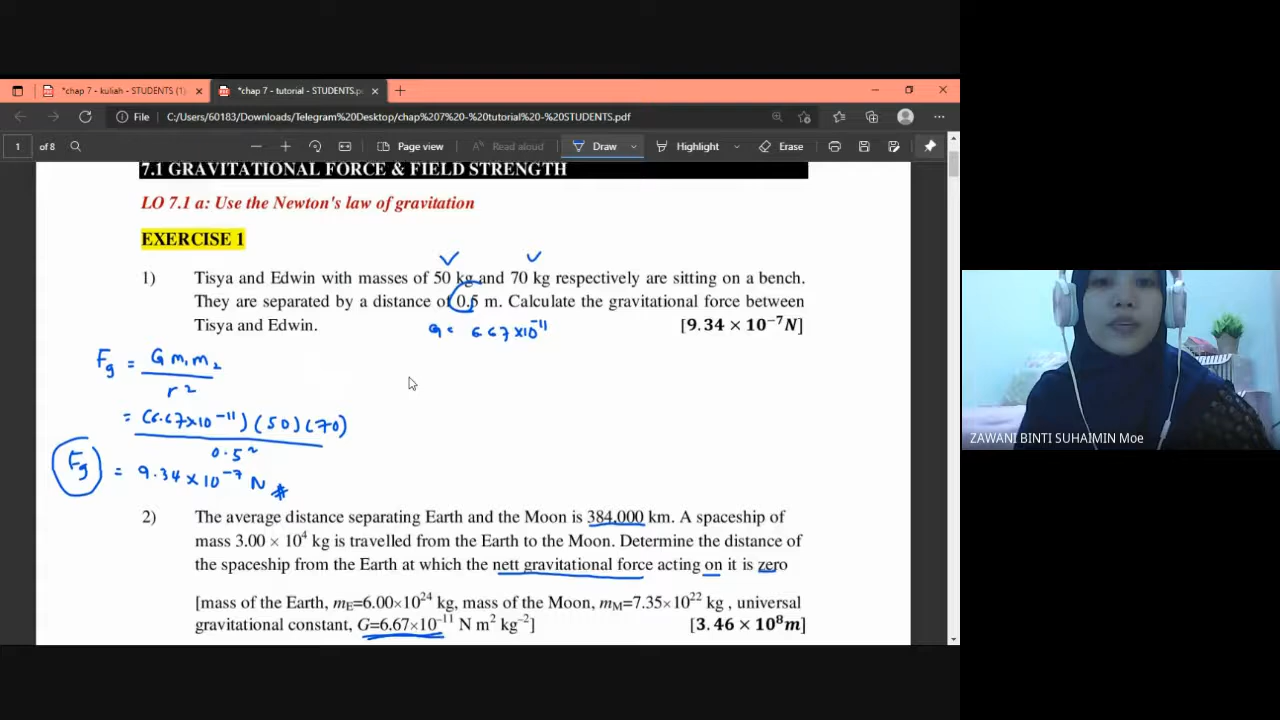 *chap 7 - kuliah - STUDENTS (1)
*chap 7 - tutorial - STUDENTS.p
File C:/Users/60183/Downloads/Telegram%20Desktop/chap%207%20-%20tutorial%20-%20STUDENTS.pdf
1 of 8 Page view Read aloud Draw Highlight Erase
7.1 GRAVITATIONAL FORCE & FIELD STRENGTH
LO 7.1 a: Use the Newton's law of gravitation
EXERCISE 1
1) Tisya and Edwin with masses of 50 kg and 70 kg respectively are sitting on a bench.
They are separated by a distance of 0.5 m. Calculate the gravitational force between
Tisya and Edwin. [9.34 × 10⁻⁷N]
G = 6.67×10⁻¹¹
Fg = G m₁ m₂
r²
= (6.67×10⁻¹¹)(50)(70)
0.5²
Fg = 9.34×10⁻⁷ N *
2) The average distance separating Earth and the Moon is 384,000 km. A spaceship of
mass 3.00 × 10⁴ kg is travelled from the Earth to the Moon. Determine the distance of
the spaceship from the Earth at which the nett gravitational force acting on it is zero
[mass of the Earth, mE=6.00×10²⁴ kg, mass of the Moon, mM=7.35×10²² kg , universal
gravitational constant, G=6.67×10⁻¹¹ N m² kg⁻²] [3.46 × 10⁸m]
ZAWANI BINTI SUHAIMIN Moe